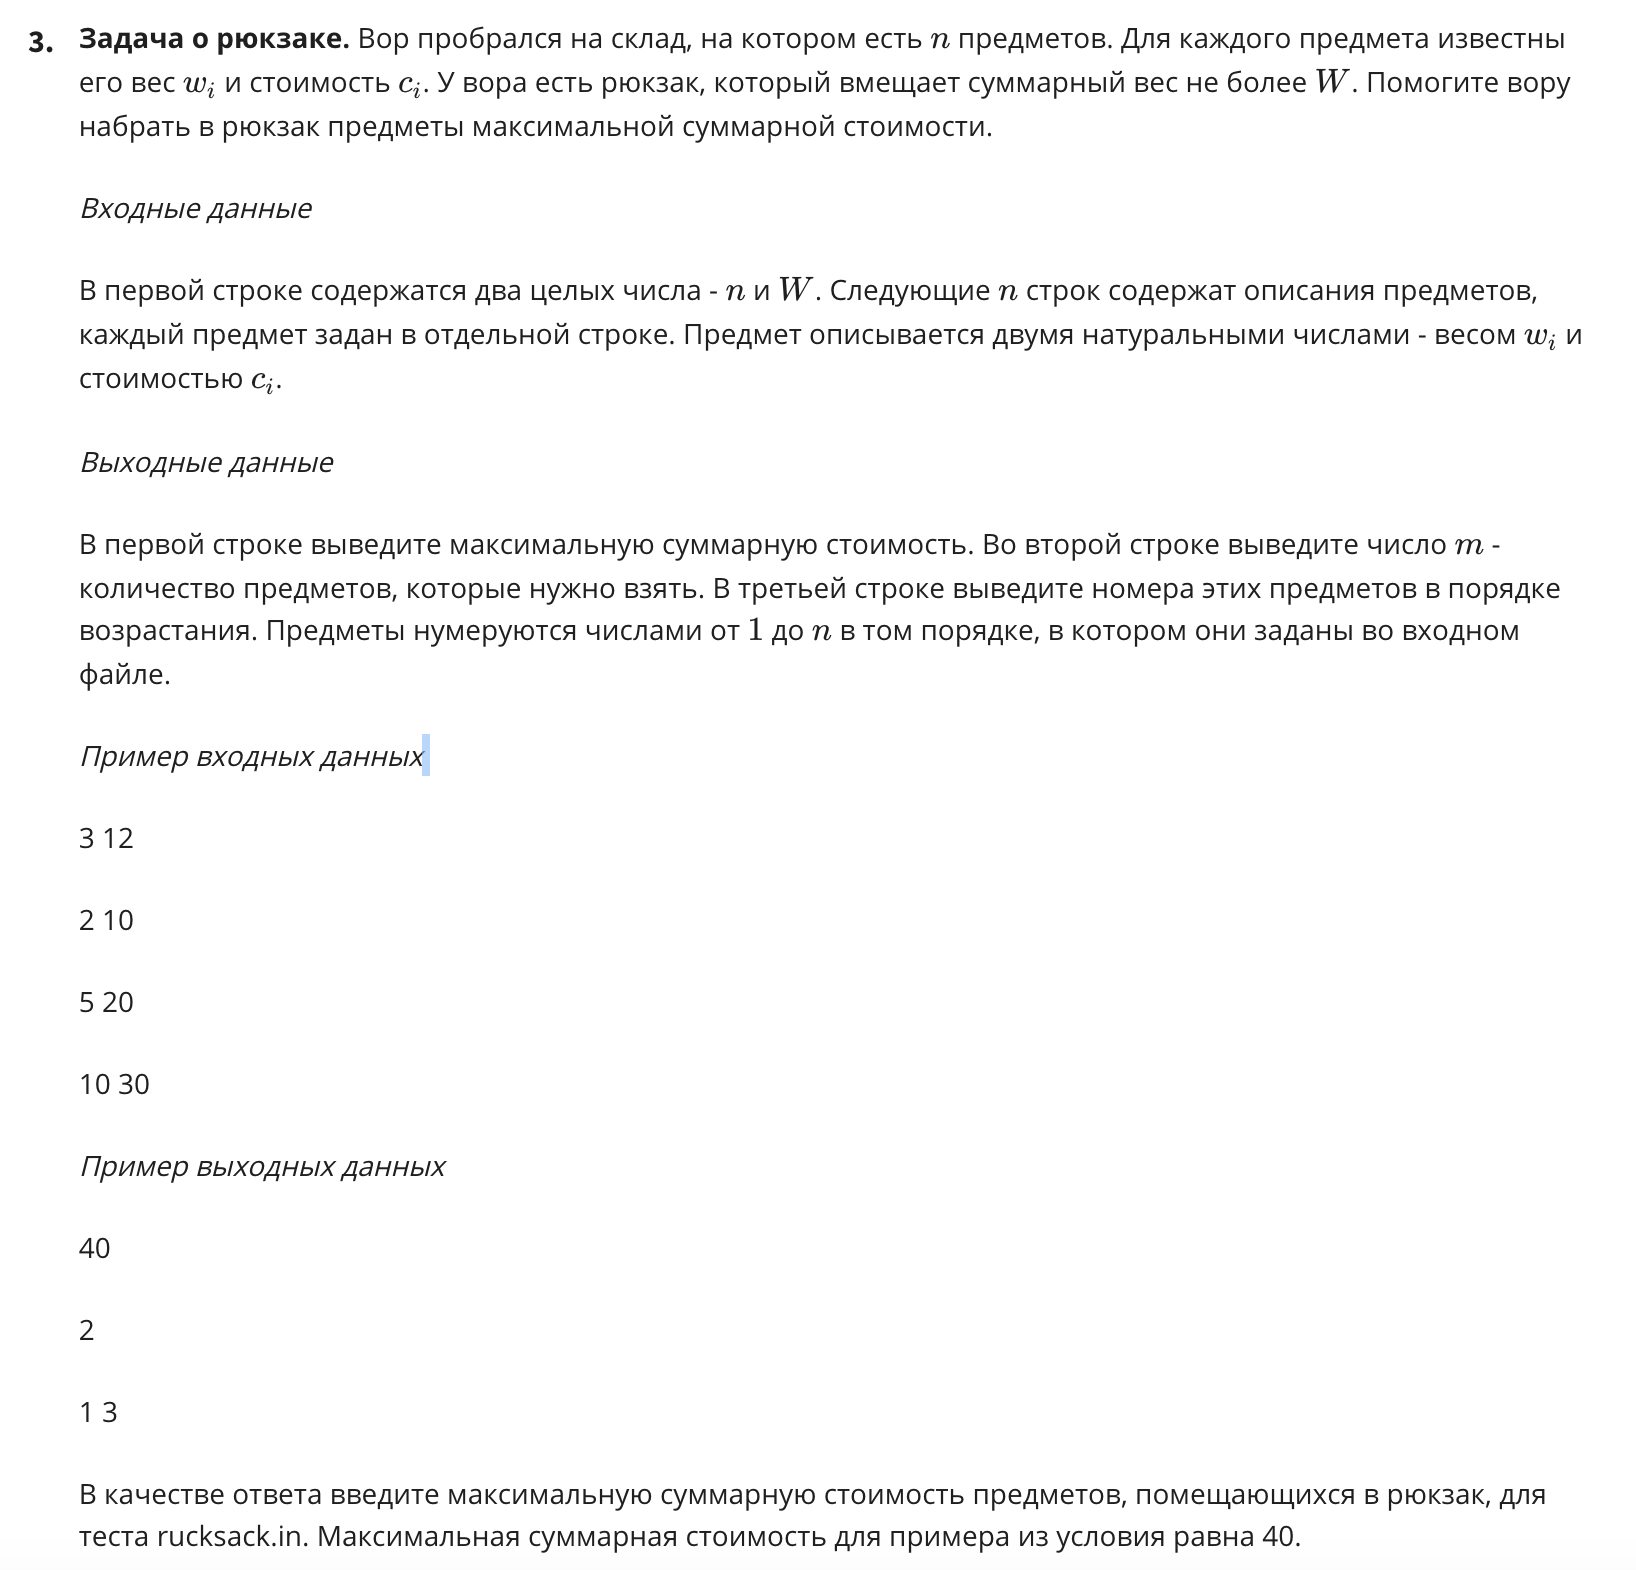 3. Задача о рюкзаке. Вор пробрался на склад, на котором есть n предметов. Для каждого предмета известны
его вес w_i и стоимость c_i. У вора есть рюкзак, который вмещает суммарный вес не более W. Помогите вору
набрать в рюкзак предметы максимальной суммарной стоимости.
Входные данные
В первой строке содержатся два целых числа - n и W. Следующие n строк содержат описания предметов,
каждый предмет задан в отдельной строке. Предмет описывается двумя натуральными числами - весом w_i и
стоимостью c_i.
Выходные данные
В первой строке выведите максимальную суммарную стоимость. Во второй строке выведите число m -
количество предметов, которые нужно взять. В третьей строке выведите номера этих предметов в порядке
возрастания. Предметы нумеруются числами от 1 до n в том порядке, в котором они заданы во входном
файле.
Пример входных данных
3 12
2 10
5 20
10 30
Пример выходных данных
40
2
1 3
В качестве ответа введите максимальную суммарную стоимость предметов, помещающихся в рюкзак, для
теста rucksack.in. Максимальная суммарная стоимость для примера из условия равна 40.